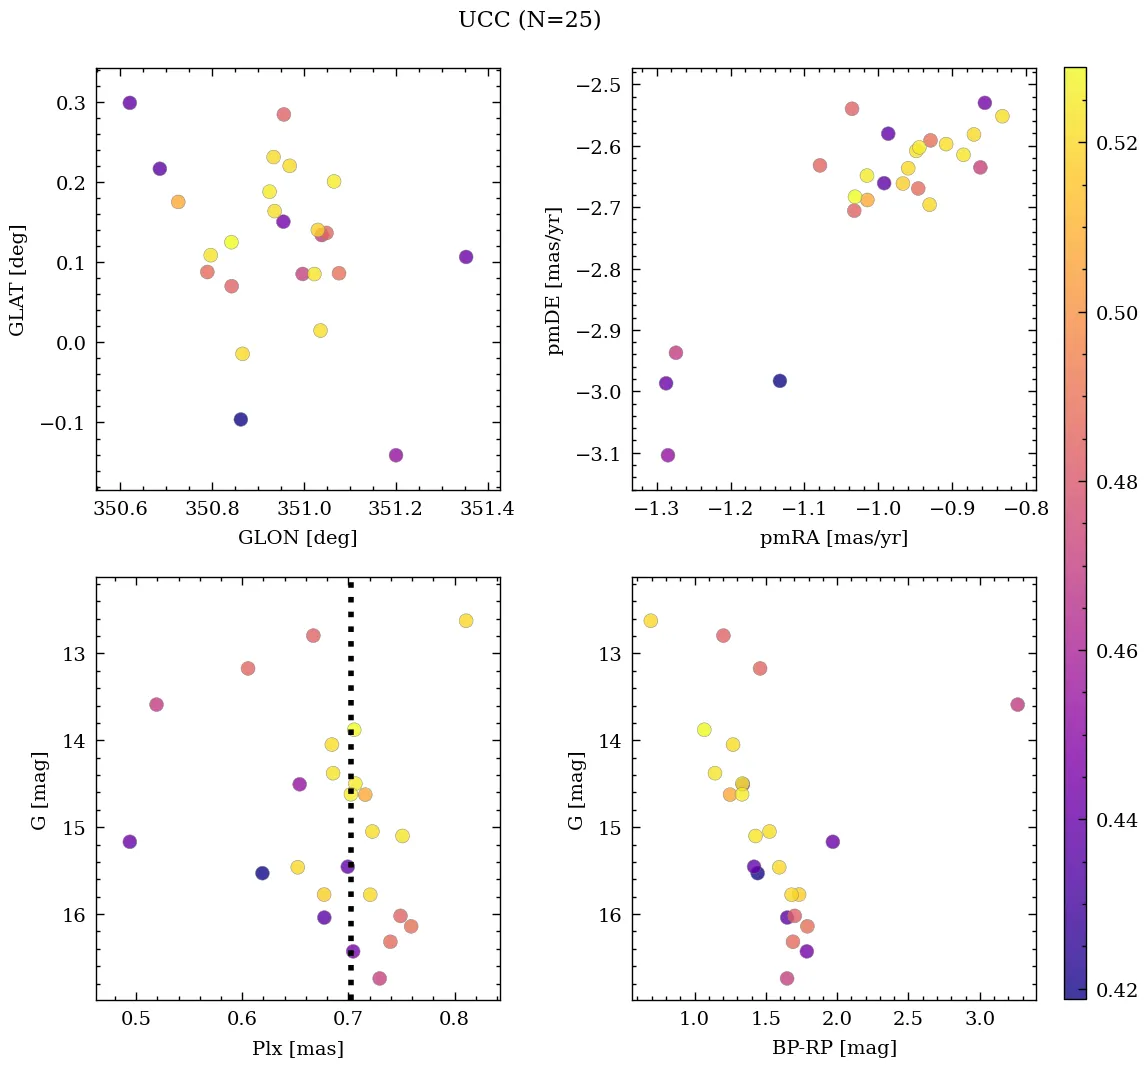 UCC (N=25)
0.3
0.2
0.1
0.0
−0.1
GLAT [deg]
350.6 350.8 351.0 351.2 351.4
GLON [deg]
−2.5
−2.6
−2.7
−2.8
−2.9
−3.0
−3.1
pmDE [mas/yr]
−1.3 −1.2 −1.1 −1.0 −0.9 −0.8
pmRA [mas/yr]
13
14
15
16
G [mag]
0.5 0.6 0.7 0.8
Plx [mas]
13
14
15
16
G [mag]
1.0 1.5 2.0 2.5 3.0
BP-RP [mag]
0.52
0.50
0.48
0.46
0.44
0.42